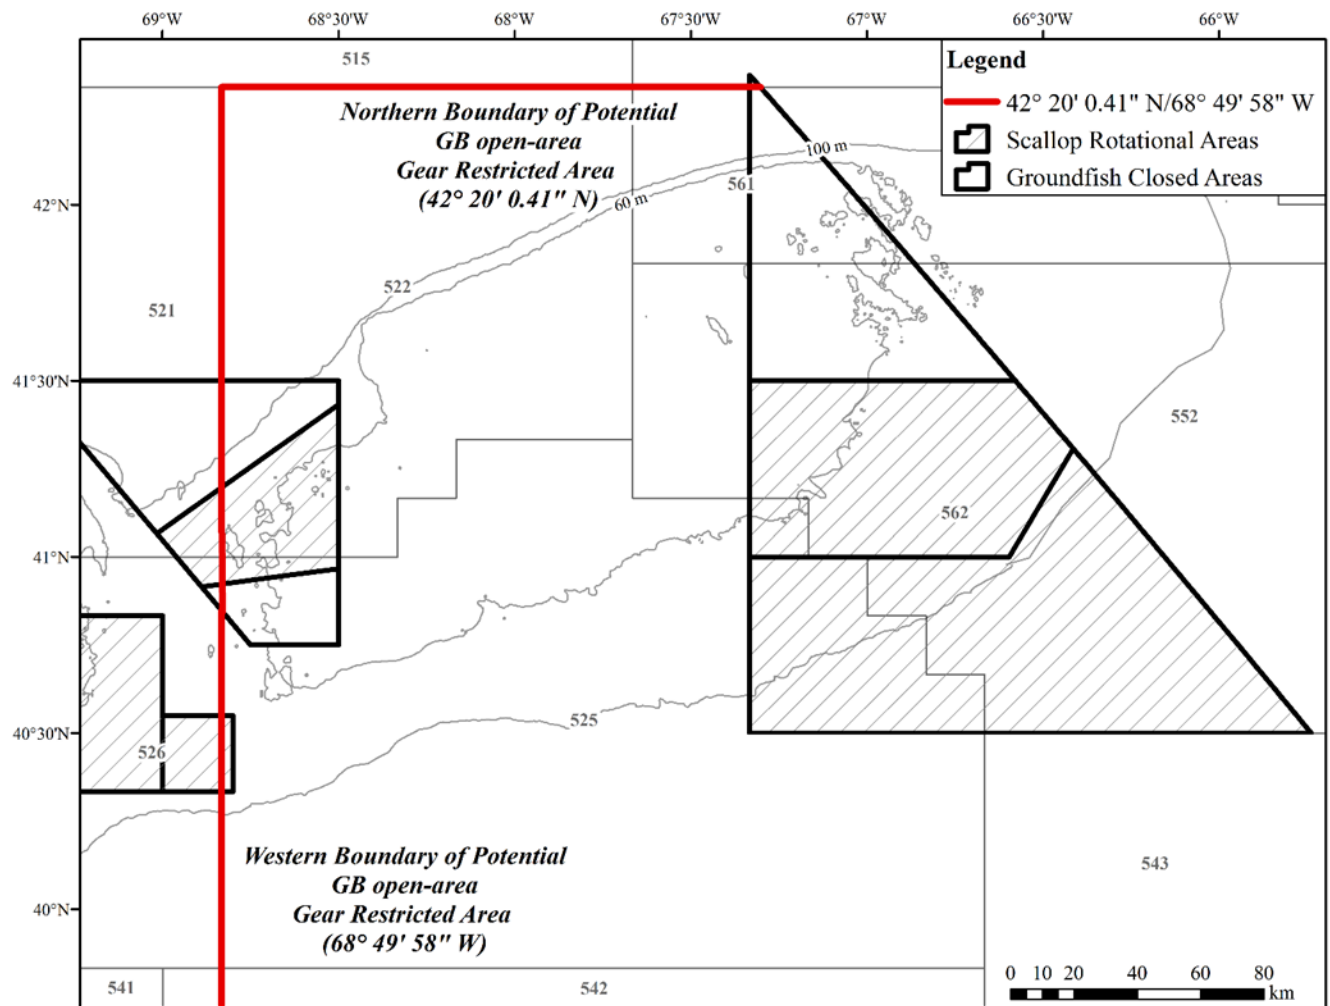 69°W 68°30'W 68°W 67°30'W 67°W 66°30'W 66°W
515
Legend
42° 20' 0.41" N/68° 49' 58" W
Scallop Rotational Areas
Groundfish Closed Areas
Northern Boundary of Potential
GB open-area
Gear Restricted Area
(42° 20' 0.41" N)
100 m
60 m
561
42°N
522
521
41°30'N
552
562
41°N
40°30'N
525
526
Western Boundary of Potential
GB open-area
Gear Restricted Area
(68° 49' 58" W)
543
40°N
541
542
0 10 20 40 60 80
km